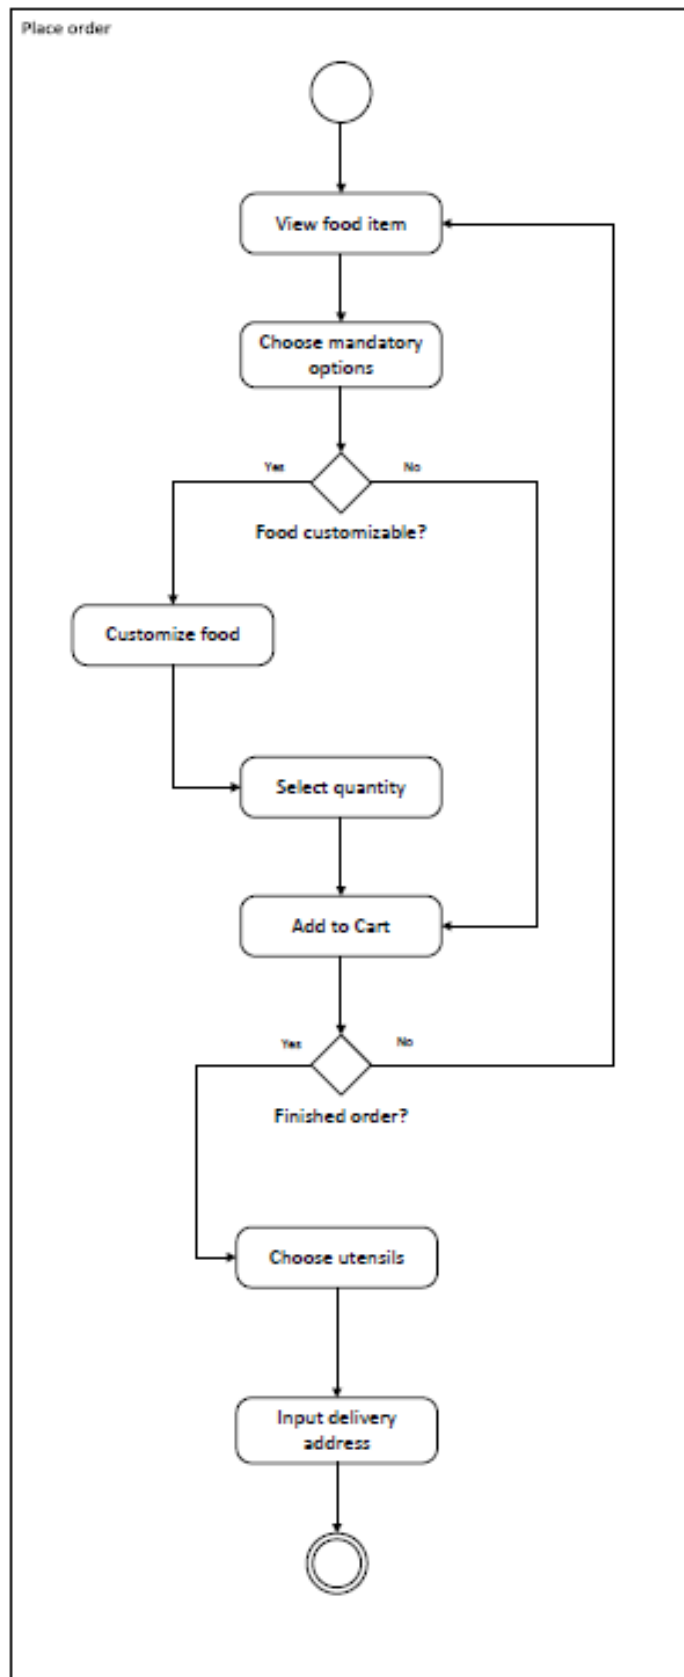 Place order
View food item
Choose mandatory
options
Yes
No
Food customizable?
Customize food
Select quantity
Add to Cart
Yes
No
Finished order?
Choose utensils
Input delivery
address